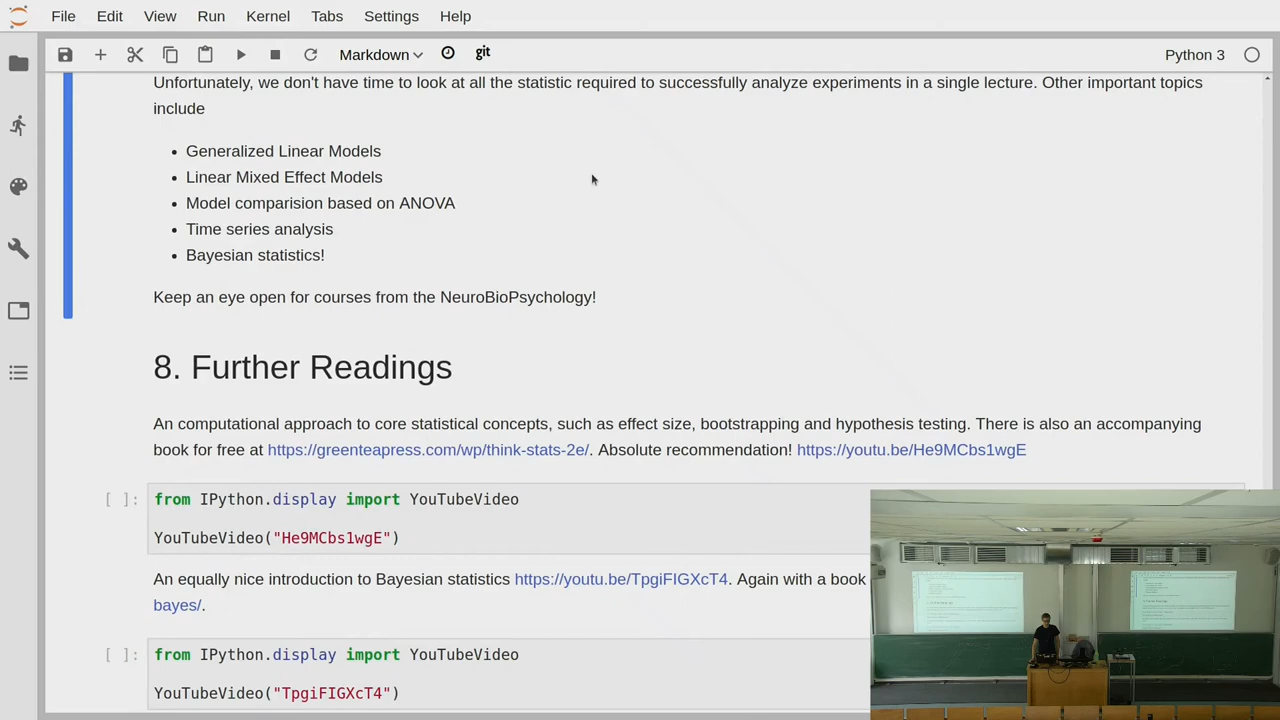 File Edit View Run Kernel Tabs Settings Help
Markdown git Python 3
Unfortunately, we don't have time to look at all the statistic required to successfully analyze experiments in a single lecture. Other important topics
include
• Generalized Linear Models
• Linear Mixed Effect Models
• Model comparision based on ANOVA
• Time series analysis
• Bayesian statistics!
Keep an eye open for courses from the NeuroBioPsychology!
8. Further Readings
An computational approach to core statistical concepts, such as effect size, bootstrapping and hypothesis testing. There is also an accompanying
book for free at https://greenteapress.com/wp/think-stats-2e/. Absolute recommendation! https://youtu.be/He9MCbs1wgE
[ ]: from IPython.display import YouTubeVideo
YouTubeVideo("He9MCbs1wgE")
An equally nice introduction to Bayesian statistics https://youtu.be/TpgiFIGXcT4. Again with a book
bayes/.
[ ]: from IPython.display import YouTubeVideo
YouTubeVideo("TpgiFIGXcT4")